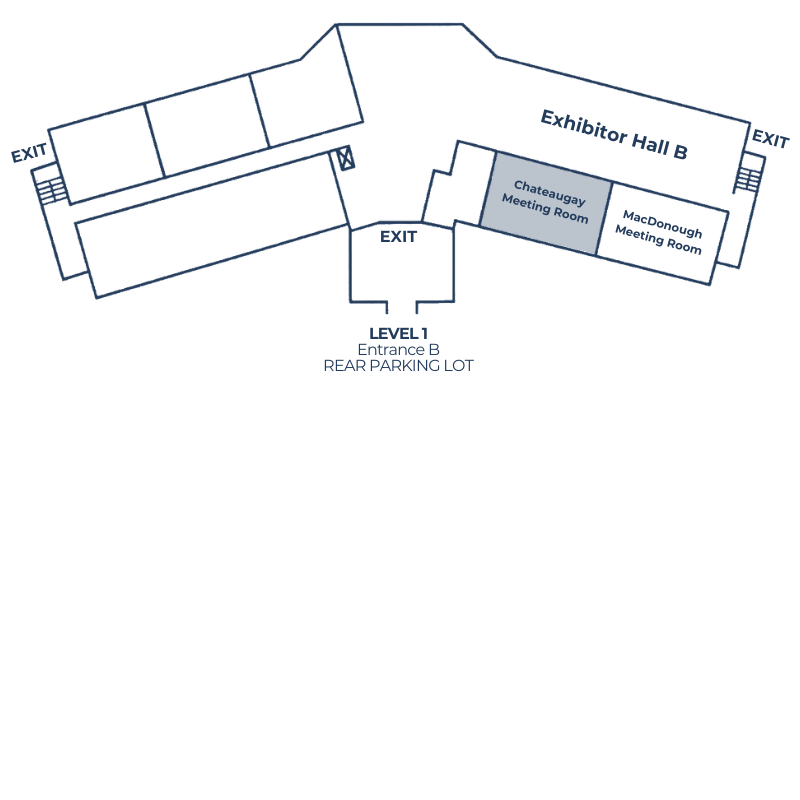 EXIT
Exhibitor Hall B
EXIT
Chateaugay
Meeting Room
MacDonough
Meeting Room
EXIT
LEVEL 1
Entrance B
REAR PARKING LOT